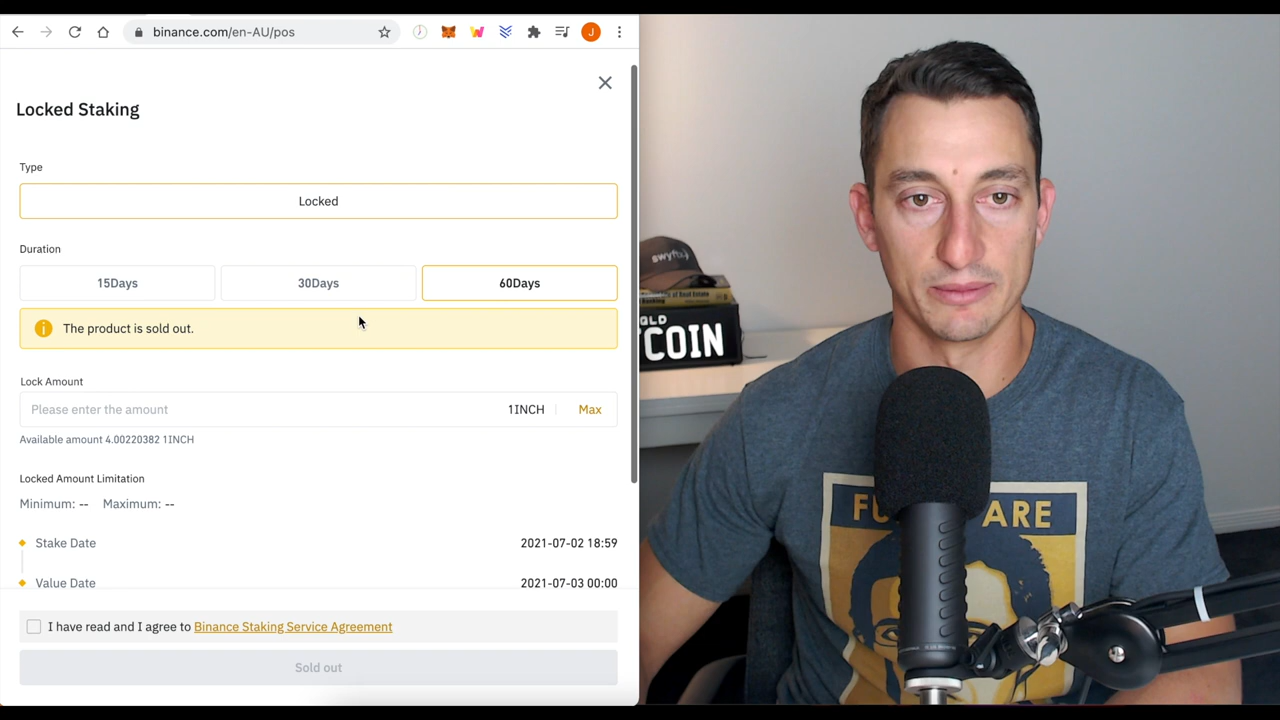 binance.com/en-AU/pos
J
Locked Staking
Type
Locked
Duration
15Days 30Days 60Days
The product is sold out.
Lock Amount
Please enter the amount 1INCH Max
Available amount 4.00220382 1INCH
Locked Amount Limitation
Minimum: -- Maximum: --
Stake Date 2021-07-02 18:59
Value Date 2021-07-03 00:00
I have read and I agree to Binance Staking Service Agreement
Sold out
swyftx
QLD
COIN
ARE